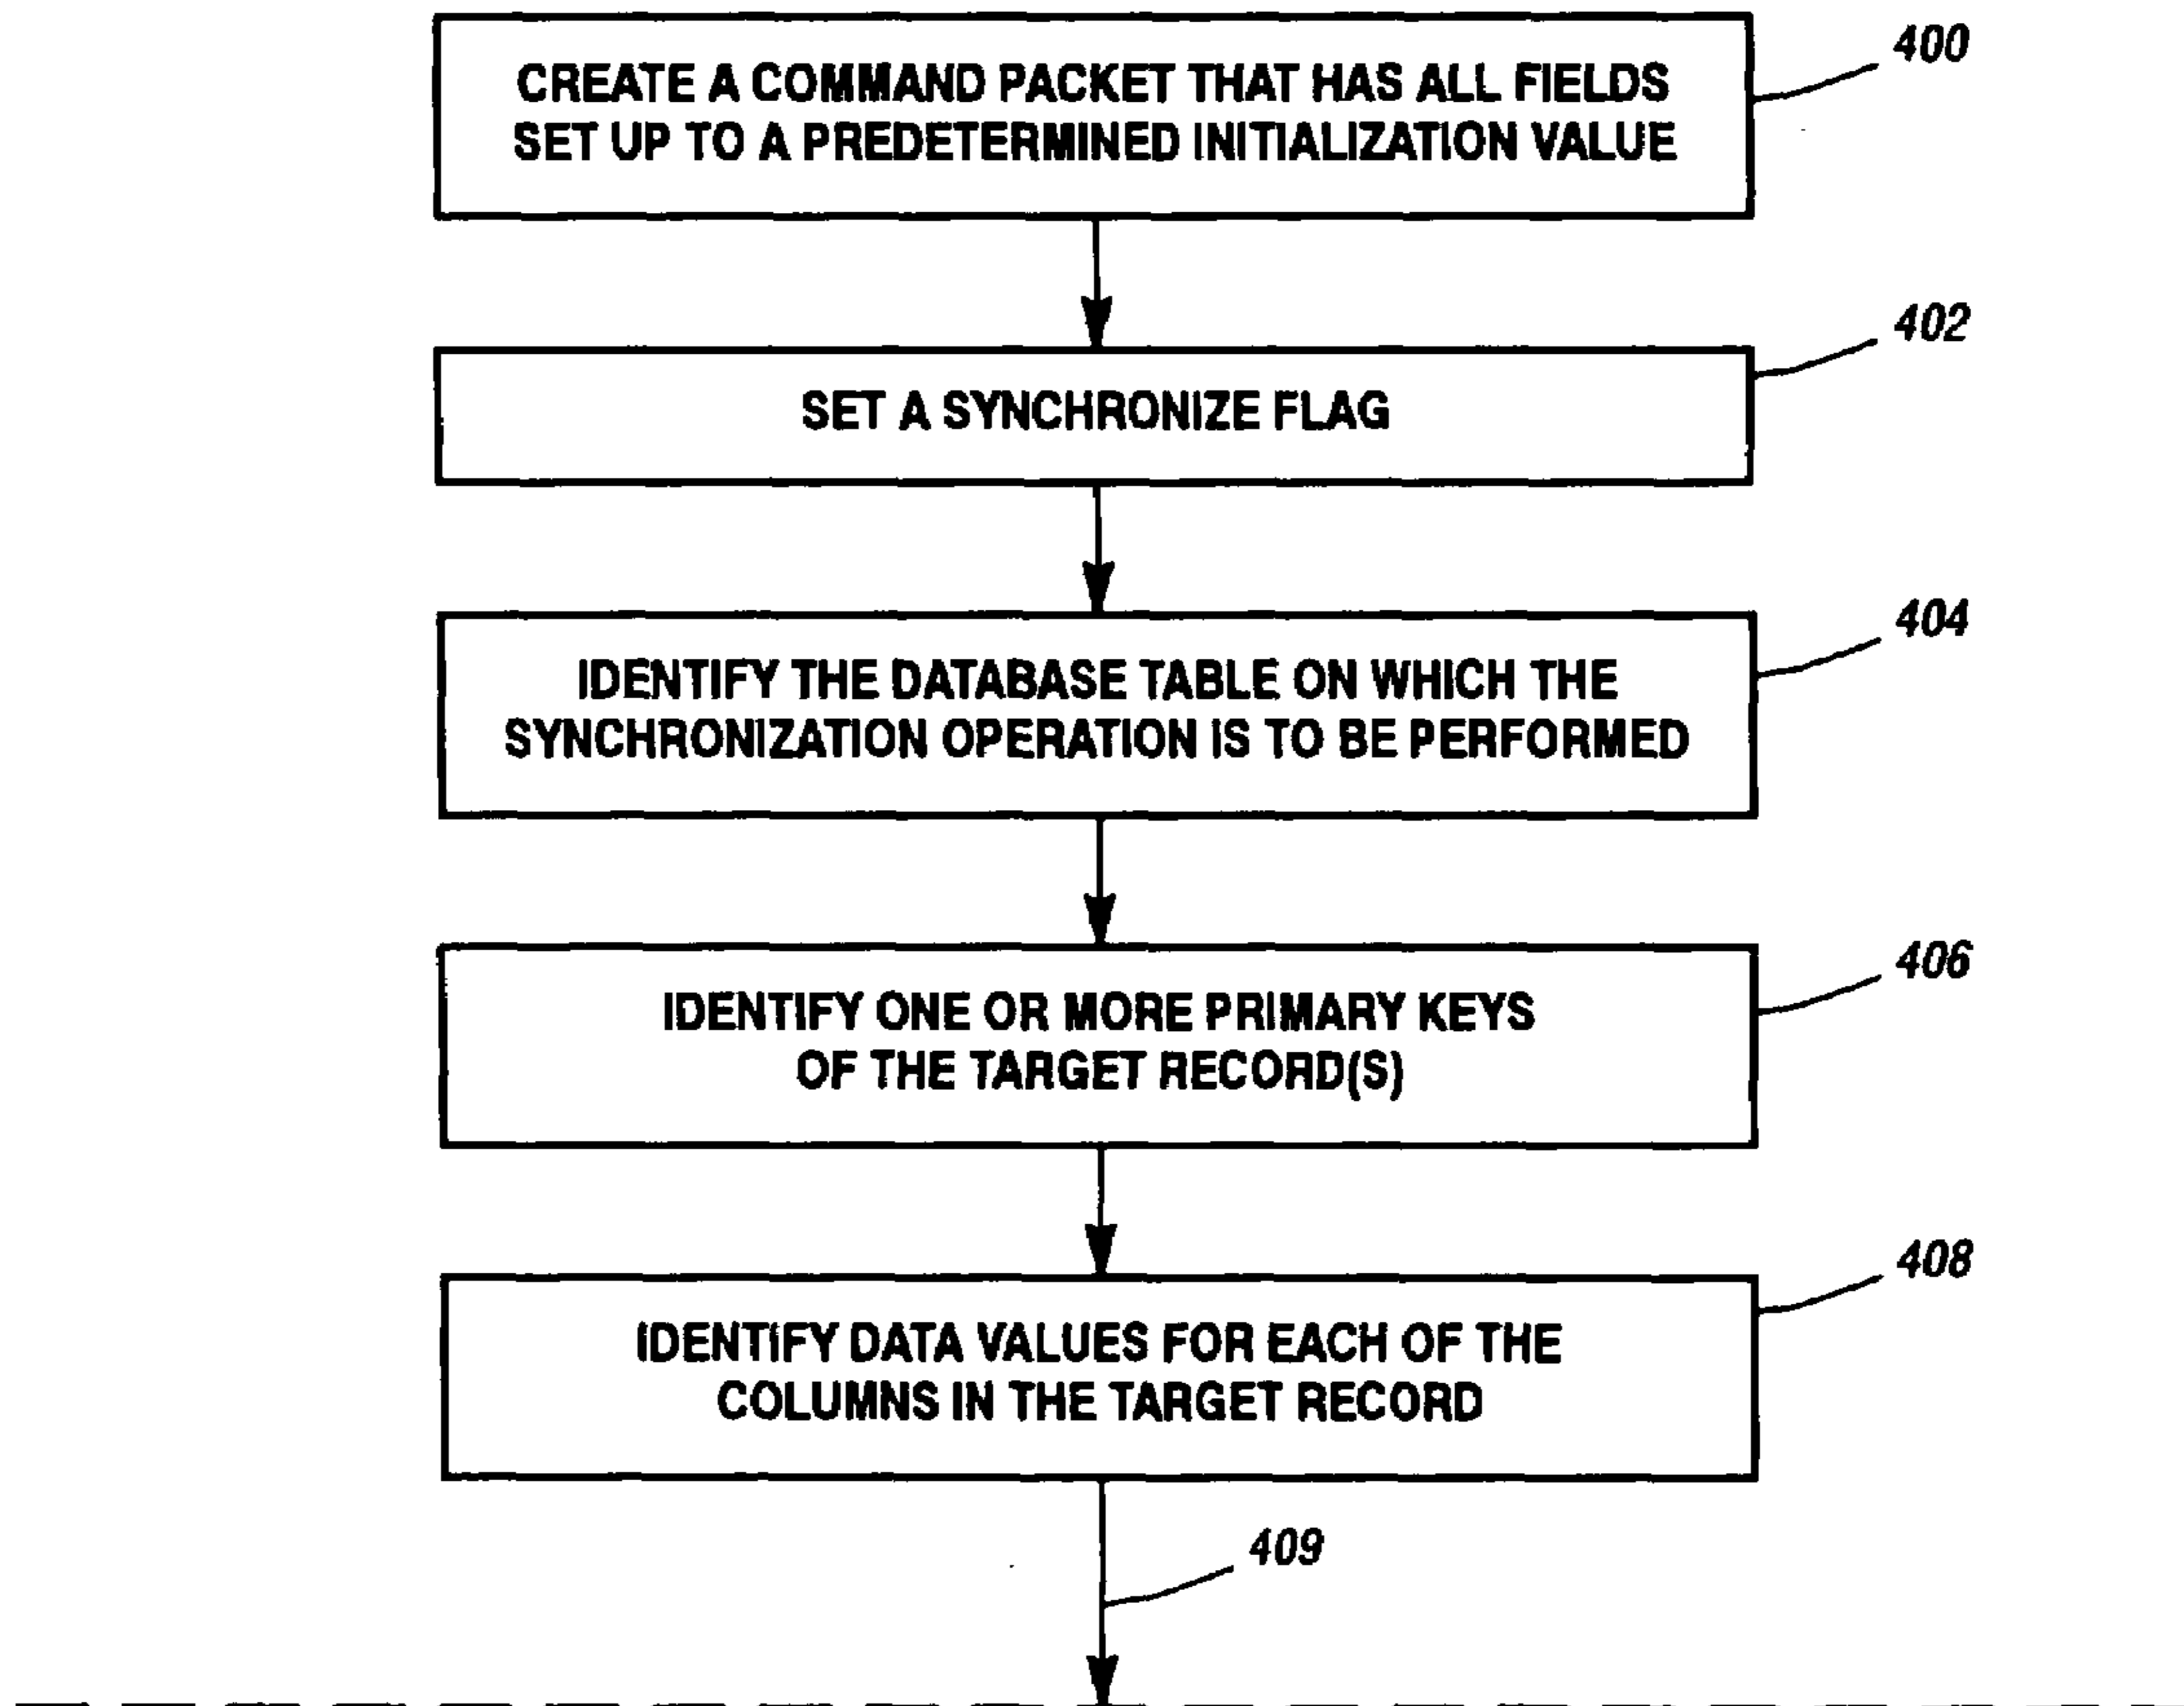 400
CREATE A COMMAND PACKET THAT HAS ALL FIELDS
SET UP TO A PREDETERMINED INITIALIZATION VALUE
402
SET A SYNCHRONIZE FLAG
404
IDENTIFY THE DATABASE TABLE ON WHICH THE
SYNCHRONIZATION OPERATION IS TO BE PERFORMED
406
IDENTIFY ONE OR MORE PRIMARY KEYS
OF THE TARGET RECORD(S)
408
IDENTIFY DATA VALUES FOR EACH OF THE
COLUMNS IN THE TARGET RECORD
409